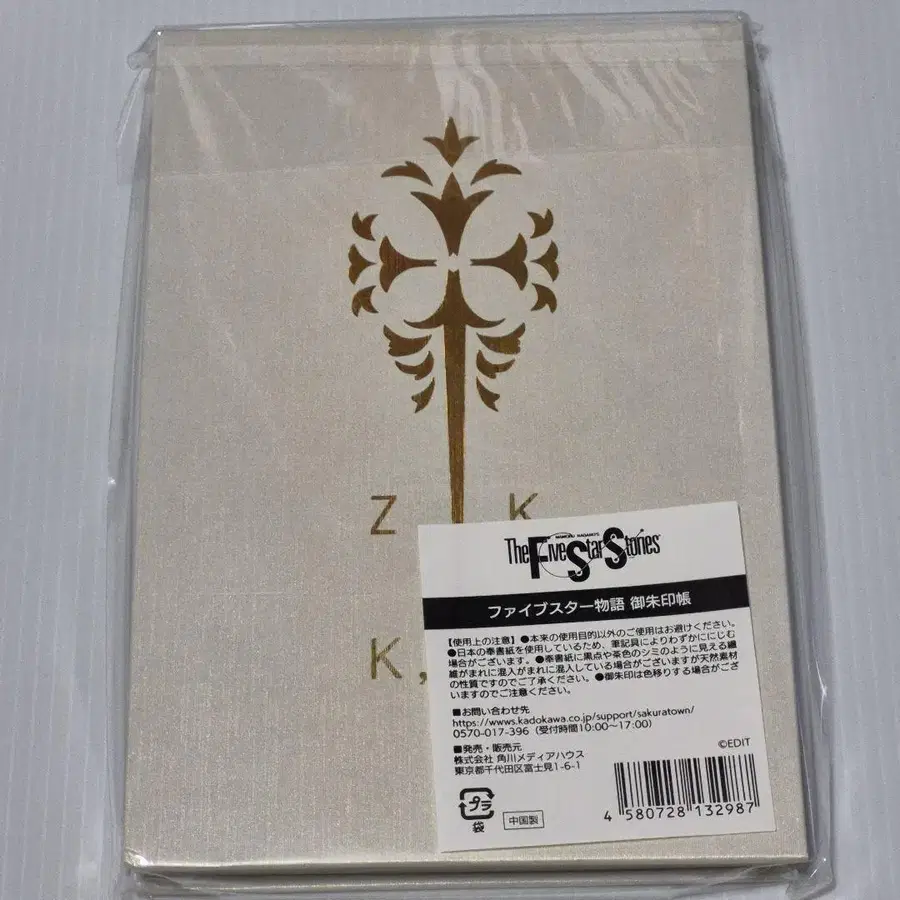 Z K
K,
MAMORU NAGANO'S
The Five Star Stories
ファイブスター物語 御朱印帳
【使用上の注意】●本来の使用目的以外のご使用はお避けください。
●日本の奉書紙を使用しているため、筆記具によりわずかににじむ
場合がございます。●奉書紙に黒点や茶色のシミのように見える繊
維がまれに混入がまれに混入している場合がございますが天然素材
の性質ですのでご了承ください。●御朱印は色移りする場合がござ
いますのでご注意ください。
■お問い合わせ先
https://wwws.kadokawa.co.jp/support/sakuratown/
0570-017-396（受付時間10:00～17:00）
©EDIT
■発売・販売元
株式会社 角川メディアハウス
東京都千代田区富士見1-6-1
プラ
袋
中国製
4 580728 132987